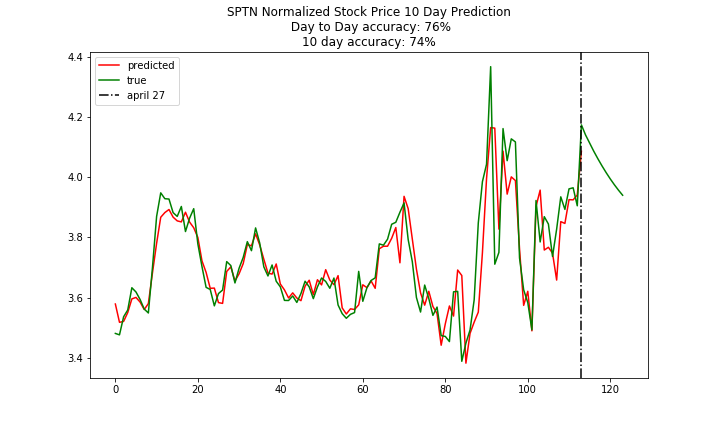 SPTN Normalized Stock Price 10 Day Prediction
Day to Day accuracy: 76%
10 day accuracy: 74%
predicted
true
april 27
4.4
4.2
4.0
3.8
3.6
3.4
0 20 40 60 80 100 120